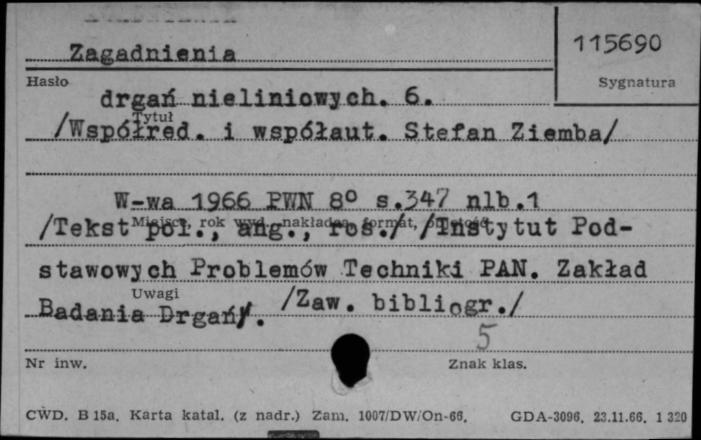 Zagadnienia
115690
Hasło
Sygnatura
drgań nieliniowych. 6.
Tytuł
/Współred. i współaut. Stefan Ziemba/
W-wa 1966 PWN 8° s.347 nlb.1
Miejsce, rok wyd., nakładca, format, objętość
/Tekst pol., ang., ros./ /Instytut Pod-
stawowych Problemów Techniki PAN. Zakład
Uwagi
Badania Drgań/. /Zaw. bibliogr./
5
Nr inw.
Znak klas.
CWD. B 15a. Karta katal. (z nadr.) Zam. 1007/DW/On-66. GDA-3096. 23.11.66. 1 320